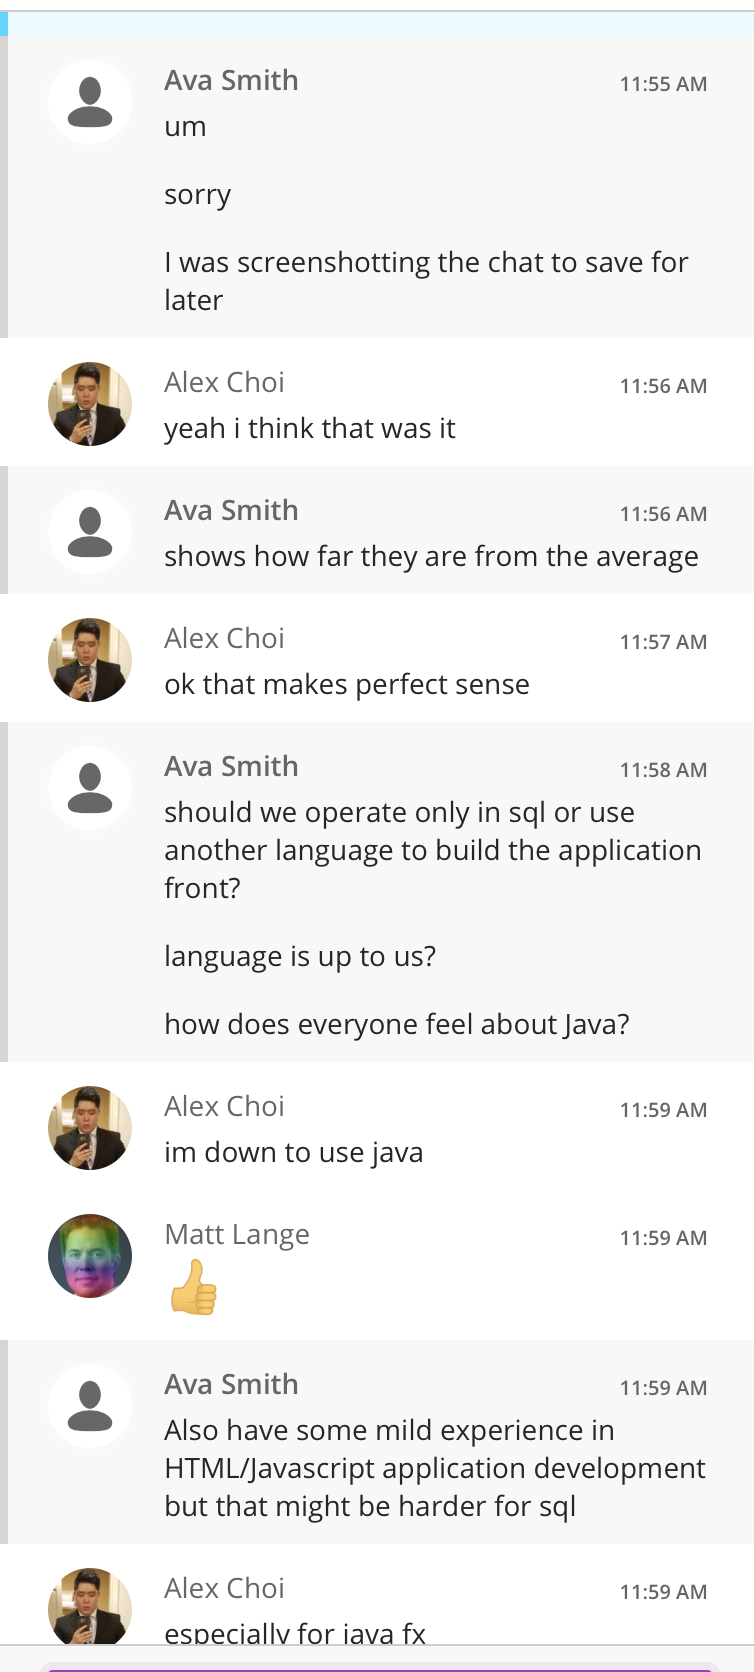 Ava Smith 11:55 AM
um
sorry
I was screenshotting the chat to save for
later
Alex Choi 11:56 AM
yeah i think that was it
Ava Smith 11:56 AM
shows how far they are from the average
Alex Choi 11:57 AM
ok that makes perfect sense
Ava Smith 11:58 AM
should we operate only in sql or use
another language to build the application
front?
language is up to us?
how does everyone feel about Java?
Alex Choi 11:59 AM
im down to use java
Matt Lange 11:59 AM
Ava Smith 11:59 AM
Also have some mild experience in
HTML/Javascript application development
but that might be harder for sql
Alex Choi 11:59 AM
especially for java fx